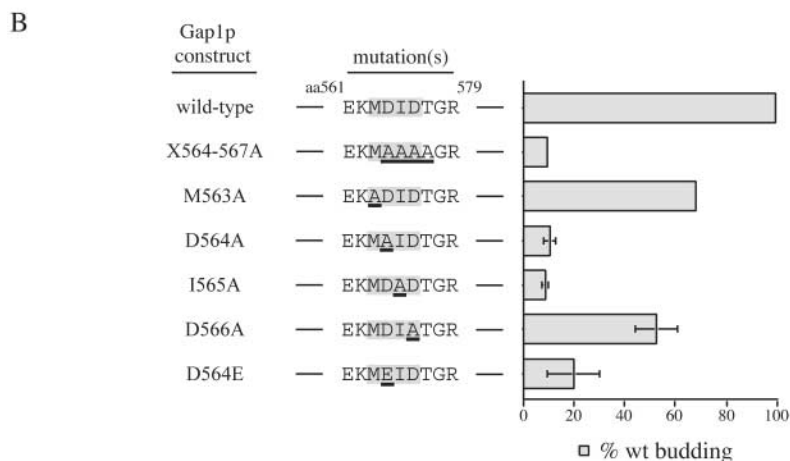 B
Gap1p
construct
mutation(s)
aa561
579
wild-type
EKMDIDTGR
X564-567A
EKMAAAAGR
M563A
EKADIDTGR
D564A
EKMAIDTGR
I565A
EKMDADTGR
D566A
EKMDIATGR
D564E
EKMEIDTGR
0 20 40 60 80 100
% wt budding